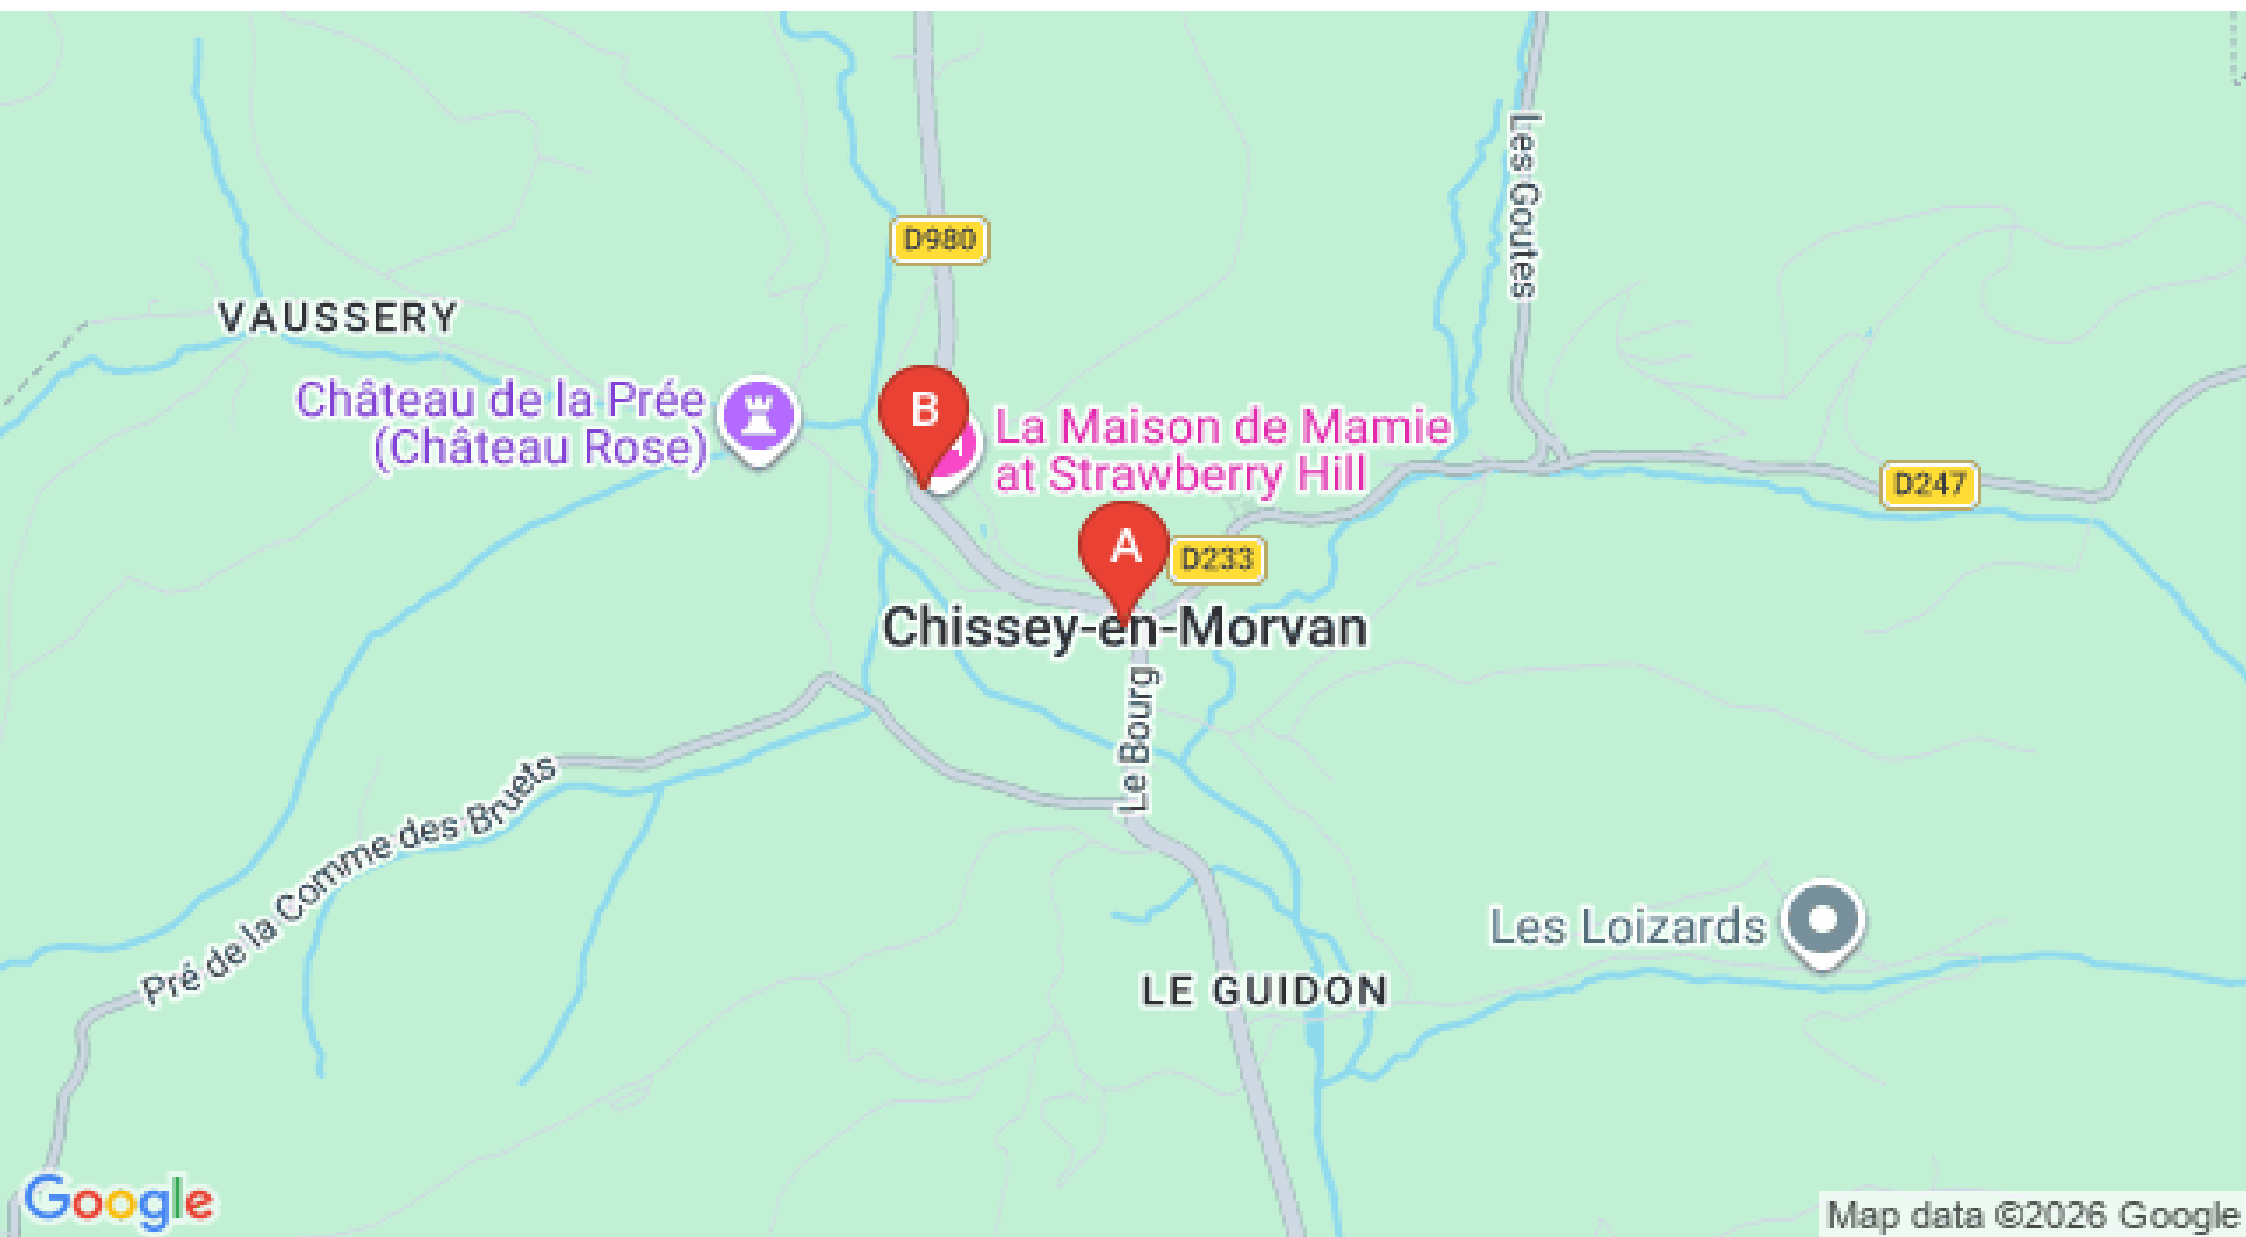 Les Goutes
D980
VAUSSERY
Château de la Prée
(Château Rose)
B
La Maison de Mamie
at Strawberry Hill
D247
A
D233
Chissey-en-Morvan
Le Bourg
Pré de la Comme des Bruets
Les Loizards
LE GUIDON
Google
Map data ©2026 Google